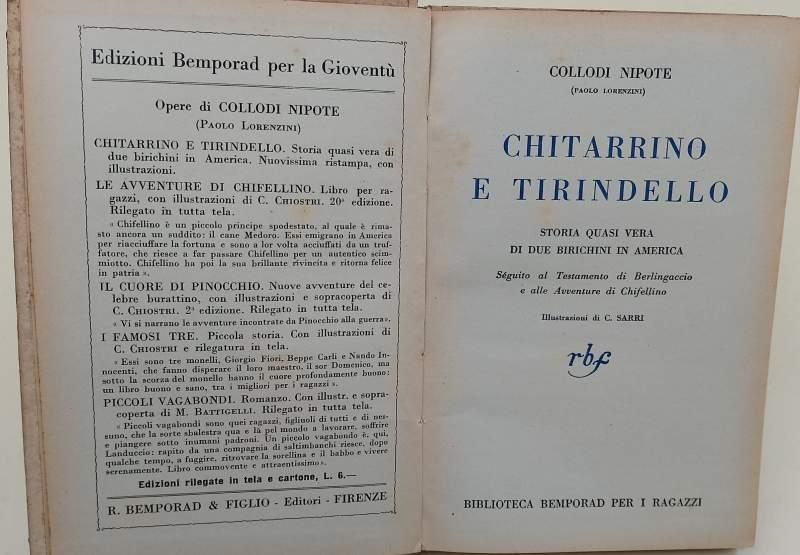 Edizioni Bemporad per la Gioventù
Opere di COLLODI NIPOTE
(PAOLO LORENZINI)
CHITARRINO E TIRINDELLO. Storia quasi vera di
due birichini in America. Nuovissima ristampa, con
illustrazioni.
LE AVVENTURE DI CHIFELLINO. Libro per ra-
gazzi, con illustrazioni di C. CHIOSTRI. 20ª edizione.
Rilegato in tutta tela.
« Chifellino è un piccolo principe spodestato, al quale è rima-
sto ancora un suddito: il cane Medoro. Essi emigrano in America
per riacciuffare la fortuna e sono a lor volta acciuffati da un truf-
fatore, che riesce a far passare Chifellino per un autentico scim-
miotto. Chifellino ha poi la sua brillante rivincita e ritorna felice
in patria ».
IL CUORE DI PINOCCHIO. Nuove avventure del ce-
lebre burattino, con illustrazioni e sopracoperta di
C. CHIOSTRI. 2ª edizione. Rilegato in tutta tela.
« Vi si narrano le avventure incontrate da Pinocchio alla guerra».
I FAMOSI TRE. Piccola storia. Con illustrazioni di
C. CHIOSTRI e rilegatura in tela.
« Essi sono tre monelli, Giorgio Fiori, Beppe Carli e Nando In-
nocenti, che fanno disperare il loro maestro, il sor Domenico, ma
sotto la scorza del monello hanno il cuore profondamente buono:
un libro buono e sano, tra i migliori per i ragazzi ».
PICCOLI VAGABONDI. Romanzo. Con illustr. e sopra-
coperta di M. BATTIGELLI. Rilegato in tutta tela.
« Piccoli vagabondi sono quei ragazzi, figliuoli di tutti e di nes-
suno, che la sorte sbalestra qua e là pel mondo a lavorare, soffrire
e piangere sotto inumani padroni. Un piccolo vagabondo è, qui,
Landuccio: rapito da una compagnia di saltimbanchi riesce, dopo
qualche tempo, a fuggire, ritrovare la sorellina e il babbo e vivere
serenamente. Libro commovente e attraentissimo».
Edizioni rilegate in tela e cartone, L. 6.—
R. BEMPORAD & FIGLIO - Editori - FIRENZE
COLLODI NIPOTE
(PAOLO LORENZINI)
CHITARRINO
E TIRINDELLO
STORIA QUASI VERA
DI DUE BIRICHINI IN AMERICA
Séguito al Testamento di Berlingaccio
e alle Avventure di Chifellino
Illustrazioni di C. SARRI
rbf
BIBLIOTECA BEMPORAD PER I RAGAZZI